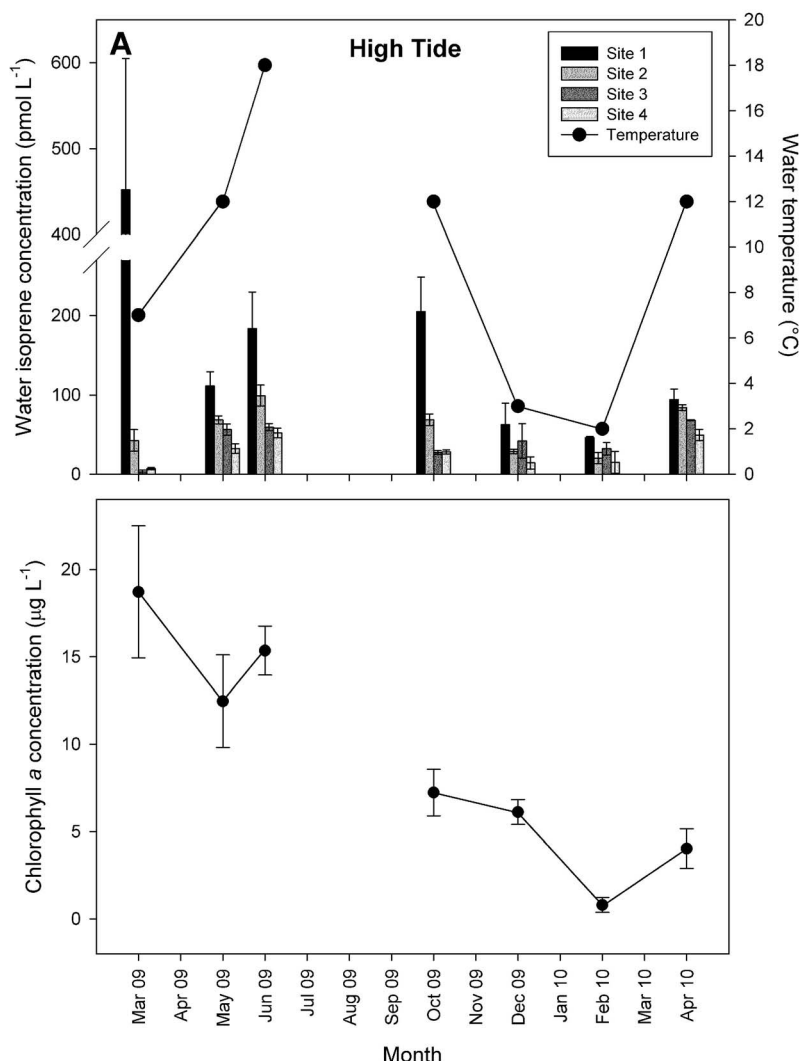 A
High Tide
Site 1
Site 2
Site 3
Site 4
Temperature
Water isoprene concentration (pmol L-1)
600
500
400
200
100
0
Water temperature (°C)
20
18
16
14
12
10
8
6
4
2
0
Chlorophyll a concentration (µg L-1)
20
15
10
5
0
Mar 09
Apr 09
May 09
Jun 09
Jul 09
Aug 09
Sep 09
Oct 09
Nov 09
Dec 09
Jan 10
Feb 10
Mar 10
Apr 10
Month